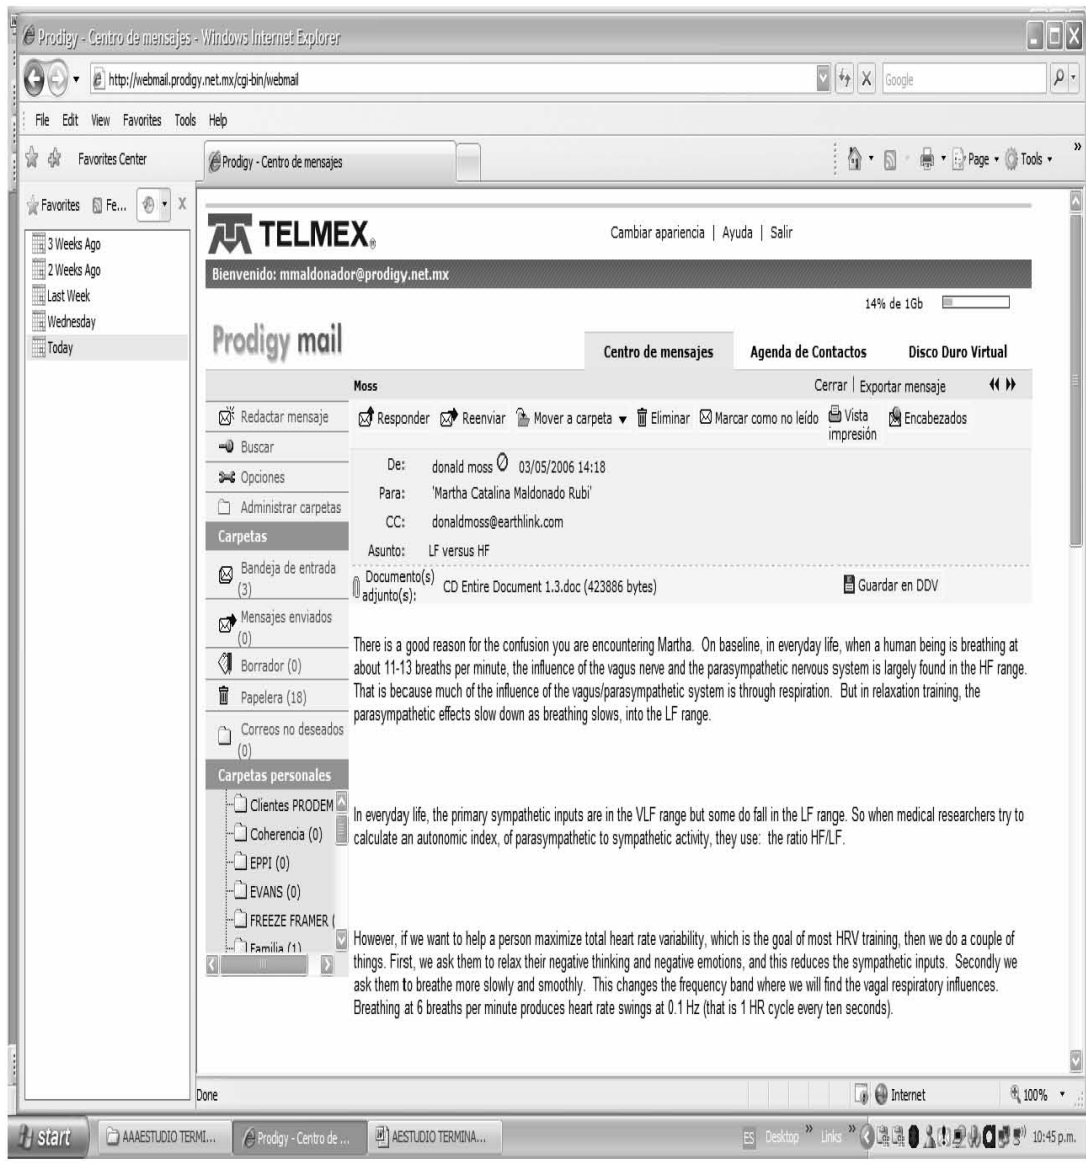 Prodigy - Centro de mensajes - Windows Internet Explorer
http://webmail.prodigy.net.mx/cgi-bin/webmail
Google
File Edit View Favorites Tools Help
Favorites Center
Prodigy - Centro de mensajes
Page Tools
Favorites Fe...
3 Weeks Ago
2 Weeks Ago
Last Week
Wednesday
Today
TELMEX®
Cambiar apariencia | Ayuda | Salir
Bienvenido: mmaldonador@prodigy.net.mx
14% de 1Gb
Prodigy mail
Centro de mensajes Agenda de Contactos Disco Duro Virtual
Moss
Cerrar | Exportar mensaje
Redactar mensaje
Buscar
Opciones
Administrar carpetas
Carpetas
Bandeja de entrada
(3)
Mensajes enviados
(0)
Borrador (0)
Papelera (18)
Correos no deseados
(0)
Carpetas personales
Clientes PRODEM
Coherencia (0)
EPPI (0)
EVANS (0)
FREEZE FRAMER (
Familia (1)
Responder Reenviar Mover a carpeta Eliminar Marcar como no leído Vista impresión Encabezados
De: donald moss 03/05/2006 14:18
Para: 'Martha Catalina Maldonado Rubi'
CC: donaldmoss@earthlink.com
Asunto: LF versus HF
Documento(s) adjunto(s): CD Entire Document 1.3.doc (423886 bytes)
Guardar en DDV
There is a good reason for the confusion you are encountering Martha. On baseline, in everyday life, when a human being is breathing at
about 11-13 breaths per minute, the influence of the vagus nerve and the parasympathetic nervous system is largely found in the HF range.
That is because much of the influence of the vagus/parasympathetic system is through respiration. But in relaxation training, the
parasympathetic effects slow down as breathing slows, into the LF range.
In everyday life, the primary sympathetic inputs are in the VLF range but some do fall in the LF range. So when medical researchers try to
calculate an autonomic index, of parasympathetic to sympathetic activity, they use: the ratio HF/LF.
However, if we want to help a person maximize total heart rate variability, which is the goal of most HRV training, then we do a couple of
things. First, we ask them to relax their negative thinking and negative emotions, and this reduces the sympathetic inputs. Secondly we
ask them to breathe more slowly and smoothly. This changes the frequency band where we will find the vagal respiratory influences.
Breathing at 6 breaths per minute produces heart rate swings at 0.1 Hz (that is 1 HR cycle every ten seconds).
Done
Internet
100%
start
AAAESTUDIO TERMI...
Prodigy - Centro de ...
AESTUDIO TERMINA...
ES
Desktop »
Links »
10:45 p.m.